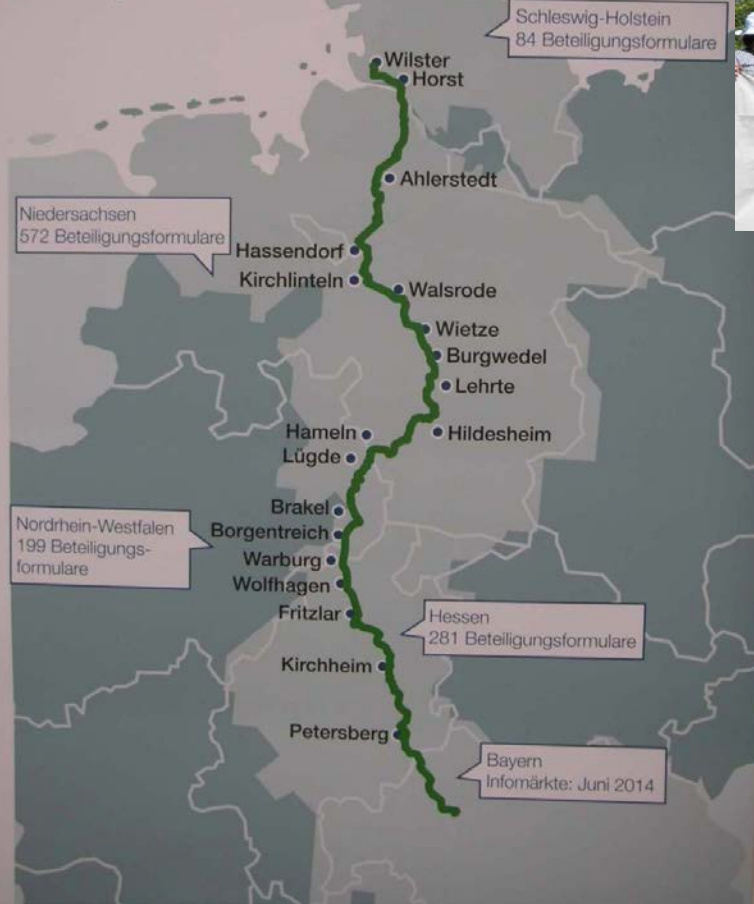 Schleswig-Holstein
84 Beteiligungsformulare
Wilster
Horst
Ahlerstedt
Niedersachsen
572 Beteiligungsformulare
Hassendorf
Kirchlinteln
Walsrode
Wietze
Burgwedel
Lehrte
Hameln
Hildesheim
Lügde
Brakel
Nordrhein-Westfalen
199 Beteiligungs-
formulare
Borgentreich
Warburg
Wolfhagen
Fritzlar
Hessen
281 Beteiligungsformulare
Kirchheim
Petersberg
Bayern
Infomärkte: Juni 2014